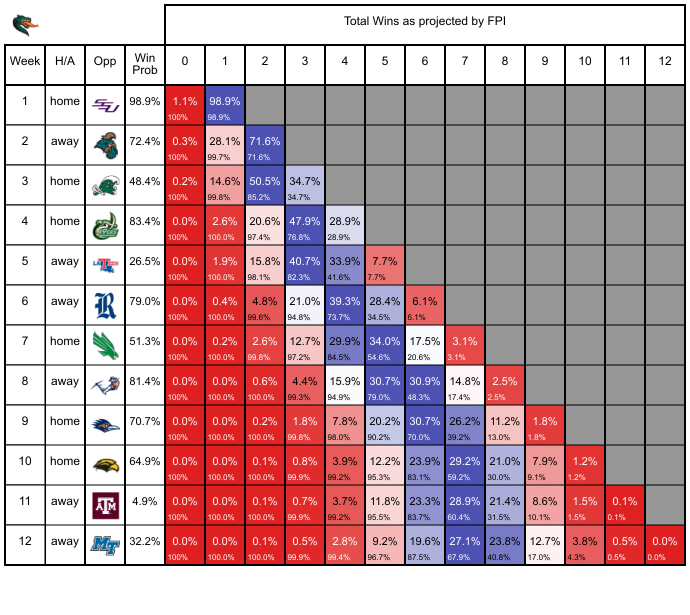 Total Wins as projected by FPI
Week H/A Opp Win Prob 0 1 2 3 4 5 6 7 8 9 10 11 12
1 home 98.9% 1.1% 98.9%
100% 98.9%
2 away 72.4% 0.3% 28.1% 71.6%
100% 99.7% 71.6%
3 home 48.4% 0.2% 14.6% 50.5% 34.7%
100% 99.8% 85.2% 34.7%
4 home 83.4% 0.0% 2.6% 20.6% 47.9% 28.9%
100% 100.0% 97.4% 76.8% 28.9%
5 away 26.5% 0.0% 1.9% 15.8% 40.7% 33.9% 7.7%
100% 100.0% 98.1% 82.3% 41.6% 7.7%
6 away 79.0% 0.0% 0.4% 4.8% 21.0% 39.3% 28.4% 6.1%
100% 100.0% 99.6% 94.8% 73.7% 34.5% 6.1%
7 home 51.3% 0.0% 0.2% 2.6% 12.7% 29.9% 34.0% 17.5% 3.1%
100% 100.0% 99.8% 97.2% 84.5% 54.6% 20.6% 3.1%
8 away 81.4% 0.0% 0.0% 0.6% 4.4% 15.9% 30.7% 30.9% 14.8% 2.5%
100% 100.0% 100.0% 99.3% 94.9% 79.0% 48.3% 17.4% 2.5%
9 home 70.7% 0.0% 0.0% 0.2% 1.8% 7.8% 20.2% 30.7% 26.2% 11.2% 1.8%
100% 100.0% 100.0% 99.8% 98.0% 90.2% 70.0% 39.2% 13.0% 1.8%
10 home 64.9% 0.0% 0.0% 0.1% 0.8% 3.9% 12.2% 23.9% 29.2% 21.0% 7.9% 1.2%
100% 100.0% 100.0% 99.9% 99.2% 95.3% 83.1% 59.2% 30.0% 9.1% 1.2%
11 away ATM 4.9% 0.0% 0.0% 0.1% 0.7% 3.7% 11.8% 23.3% 28.9% 21.4% 8.6% 1.5% 0.1%
100% 100.0% 100.0% 99.9% 99.2% 95.5% 83.7% 60.4% 31.5% 10.1% 1.5% 0.1%
12 away MT 32.2% 0.0% 0.0% 0.1% 0.5% 2.8% 9.2% 19.6% 27.1% 23.8% 12.7% 3.8% 0.5% 0.0%
100% 100.0% 100.0% 99.9% 99.4% 96.7% 87.5% 67.9% 40.8% 17.0% 4.3% 0.5% 0.0%